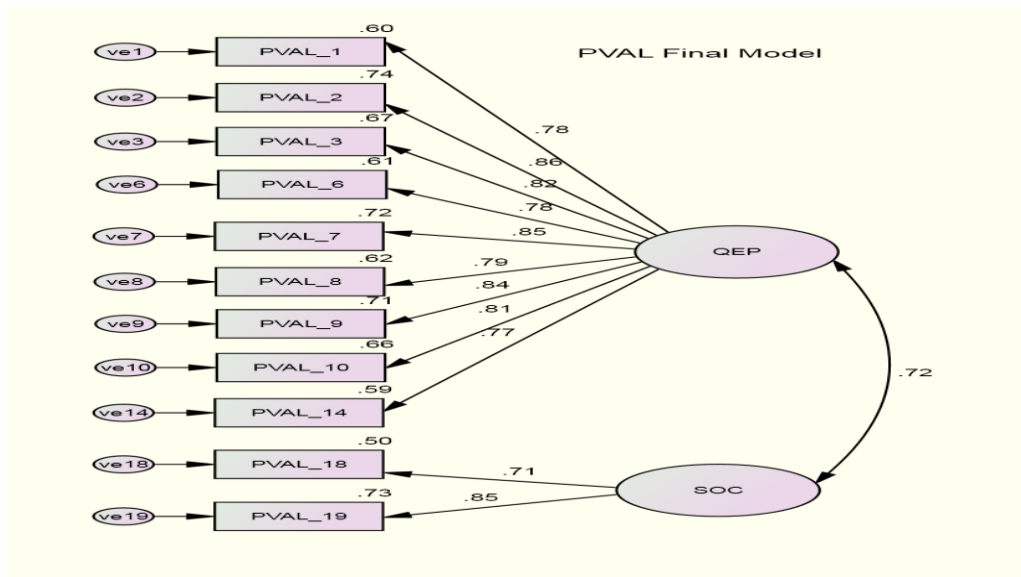 .60
ve1 PVAL_1 PVAL Final Model
.74
ve2 PVAL_2
.67
ve3 PVAL_3 .78
.61 .86
ve6 PVAL_6 .82
.72 .78
ve7 PVAL_7 .85
QEP
.62 .79
ve8 PVAL_8 .84
.71 .81
ve9 PVAL_9 .77
.66
ve10 PVAL_10 .72
.59
ve14 PVAL_14
.50
ve18 PVAL_18 .71
.73 SOC
ve19 PVAL_19 .85